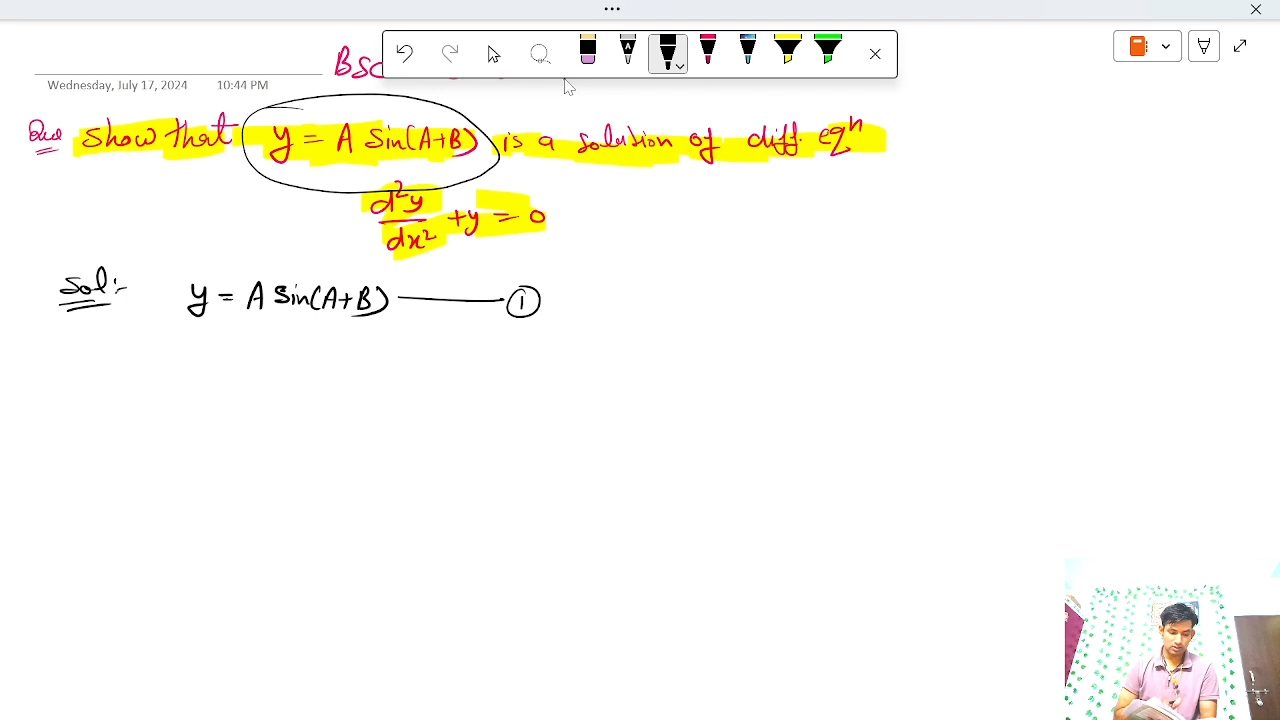 BSC
Wednesday, July 17, 2024 10:44 PM
Que show that y = A Sin(A+B) is a solution of diff. eqⁿ
d²y/dx² + y = 0
Sol:- y = A Sin(A+B) ——— ①